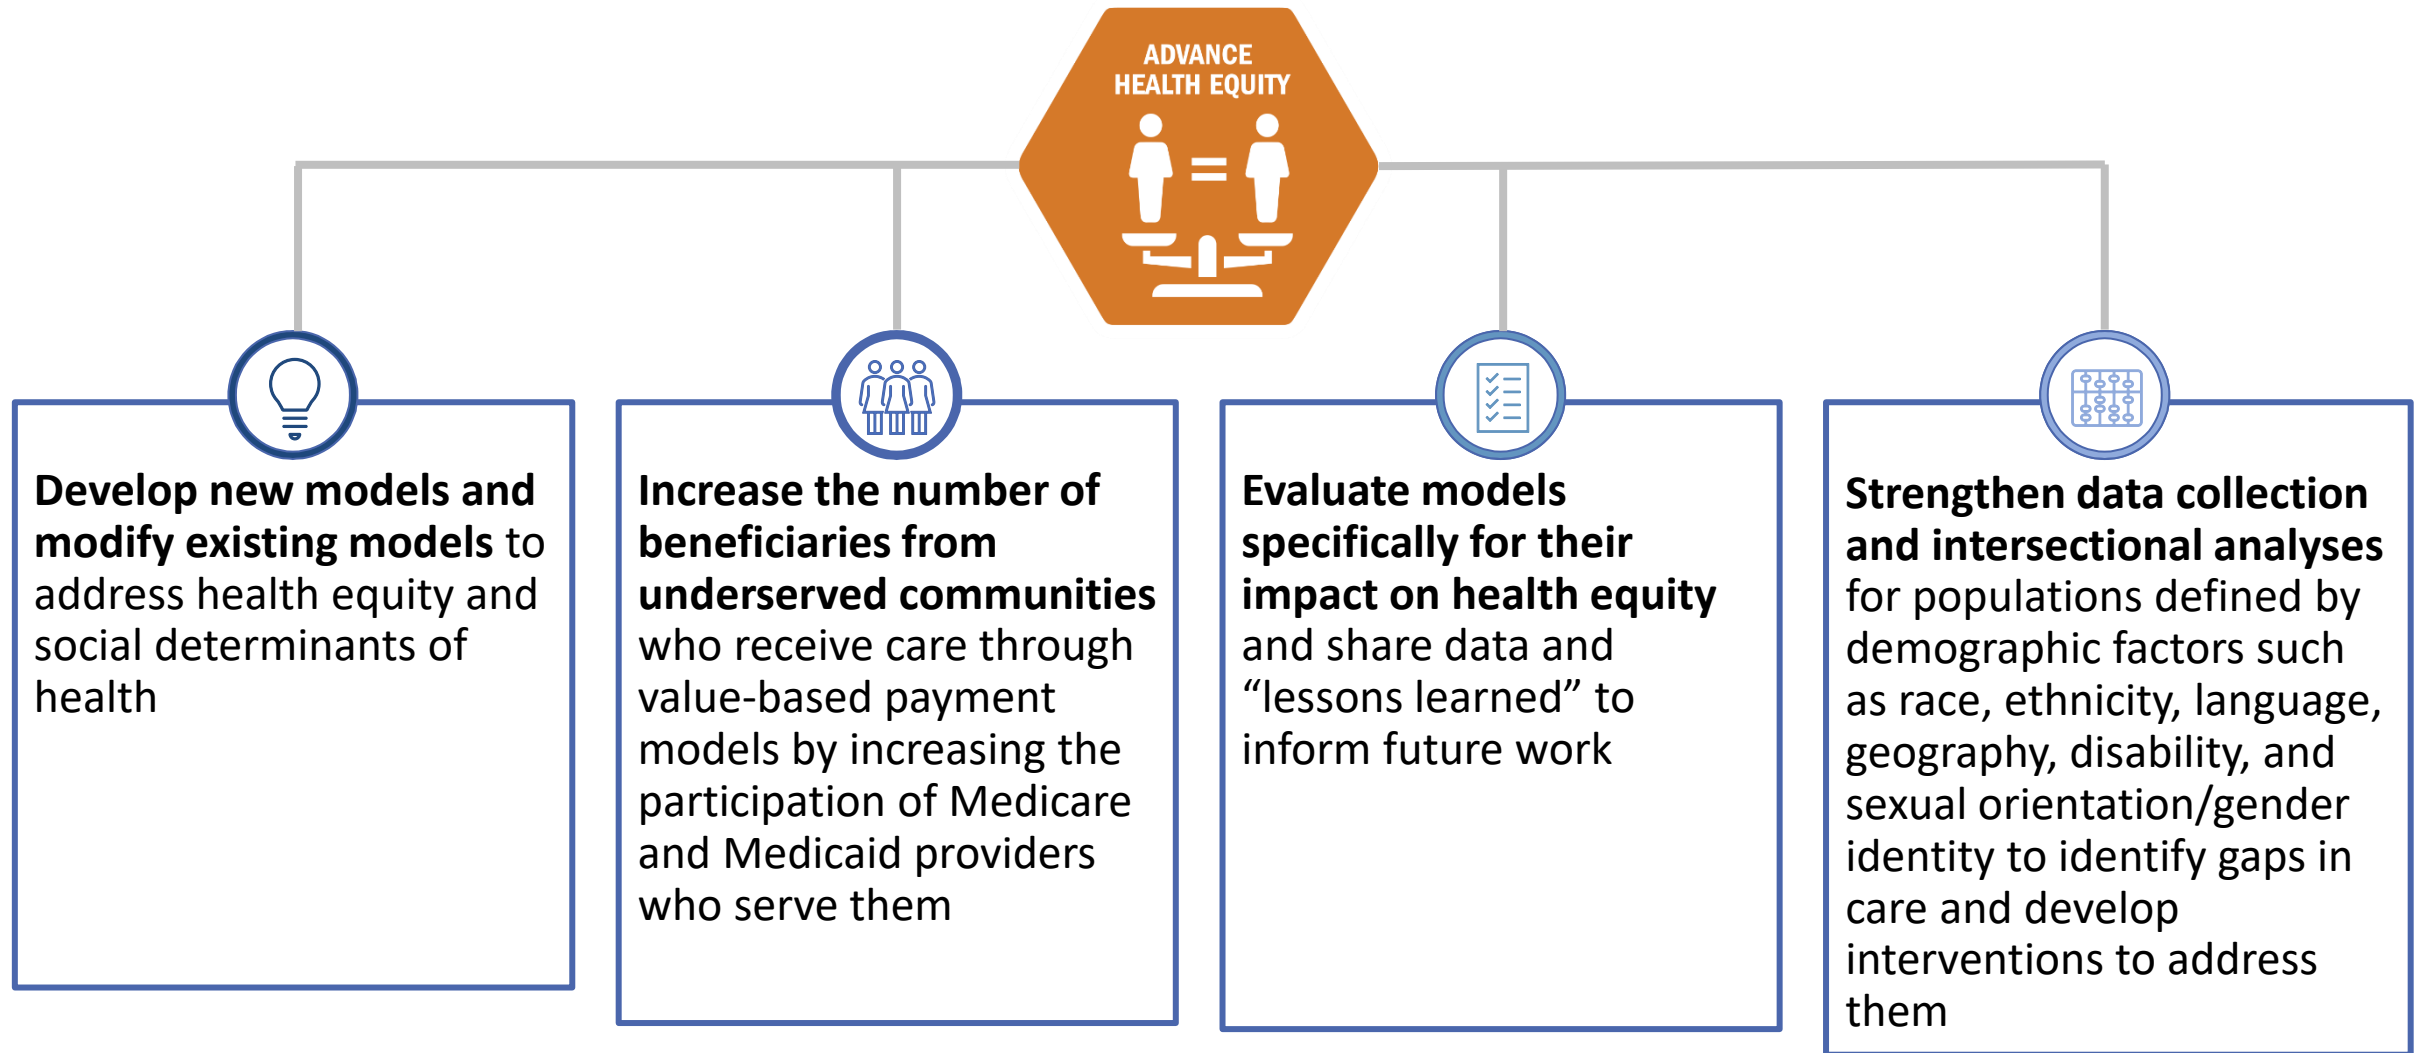 ADVANCE
HEALTH EQUITY
=
Develop new models and
modify existing models to
address health equity and
social determinants of
health
Increase the number of
beneficiaries from
underserved communities
who receive care through
value-based payment
models by increasing the
participation of Medicare
and Medicaid providers
who serve them
Evaluate models
specifically for their
impact on health equity
and share data and
“lessons learned” to
inform future work
Strengthen data collection
and intersectional analyses
for populations defined by
demographic factors such
as race, ethnicity, language,
geography, disability, and
sexual orientation/gender
identity to identify gaps in
care and develop
interventions to address
them